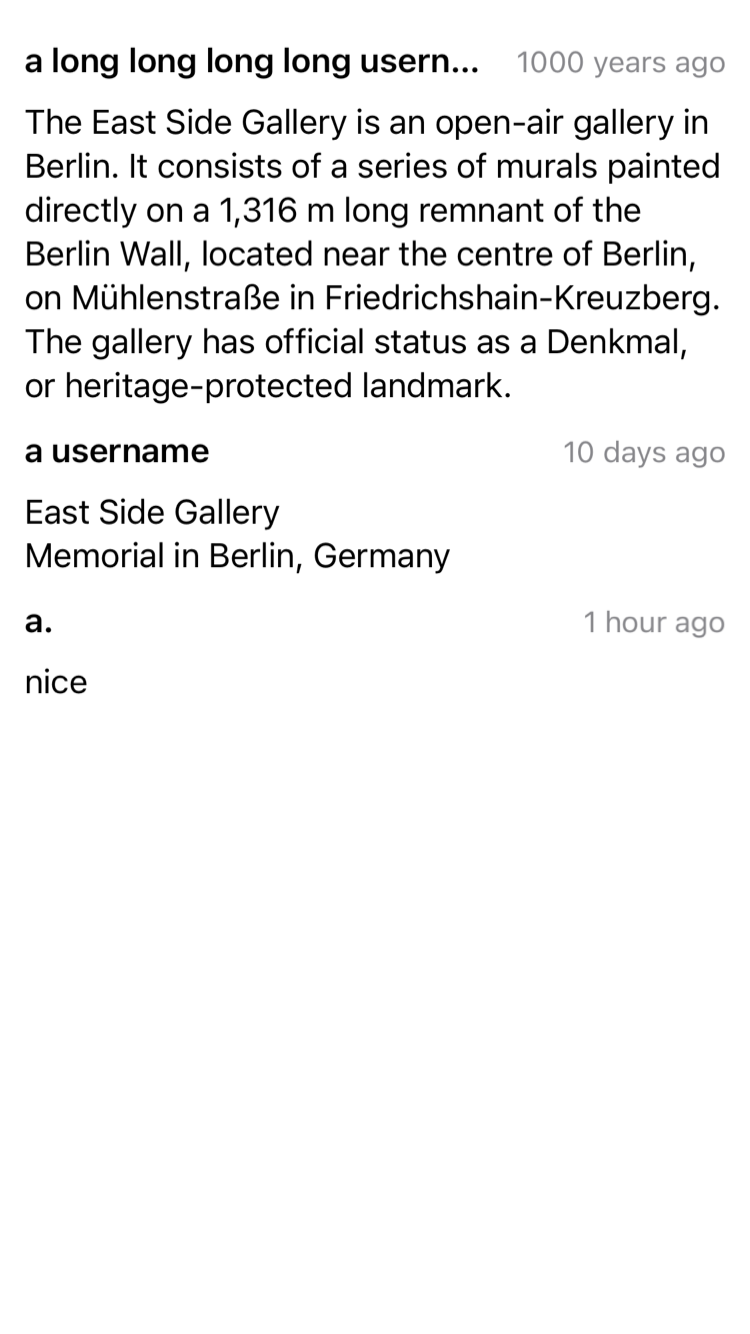 a long long long long usern... 1000 years ago
The East Side Gallery is an open-air gallery in
Berlin. It consists of a series of murals painted
directly on a 1,316 m long remnant of the
Berlin Wall, located near the centre of Berlin,
on Mühlenstraße in Friedrichshain-Kreuzberg.
The gallery has official status as a Denkmal,
or heritage-protected landmark.
a username 10 days ago
East Side Gallery
Memorial in Berlin, Germany
a. 1 hour ago
nice